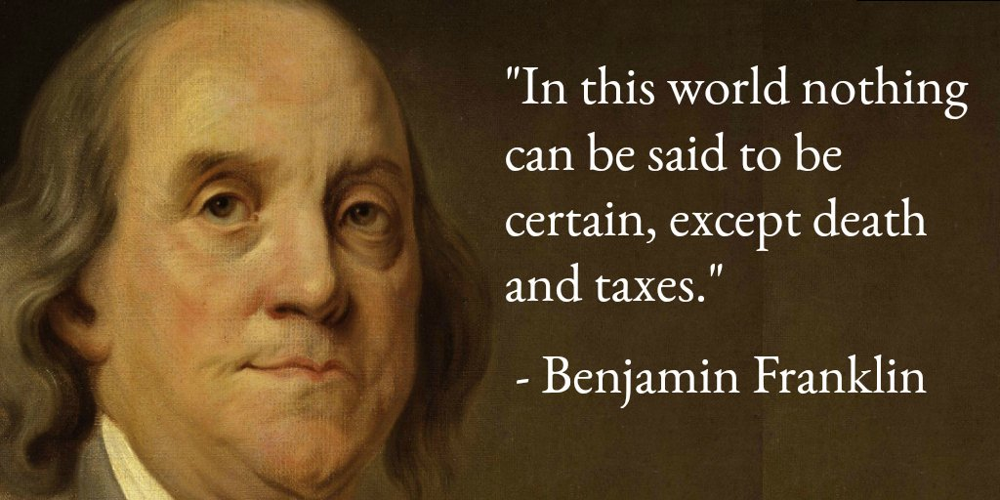 "In this world nothing
can be said to be
certain, except death
and taxes."
- Benjamin Franklin